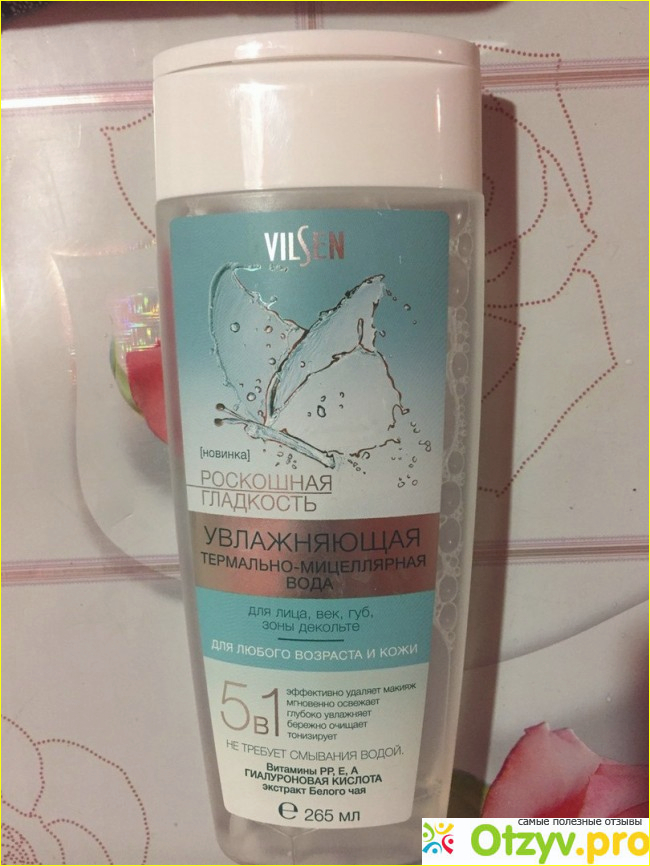 VILSEN
[новинка]
РОСКОШНАЯ
ГЛАДКОСТЬ
УВЛАЖНЯЮЩАЯ
ТЕРМАЛЬНО-МИЦЕЛЛЯРНАЯ
ВОДА
для лица, век, губ,
зоны декольте
ДЛЯ ЛЮБОГО ВОЗРАСТА И КОЖИ
5в1
эффективно удаляет макияж
мгновенно освежает
глубоко увлажняет
бережно очищает
тонизирует
НЕ ТРЕБУЕТ СМЫВАНИЯ ВОДОЙ.
Витамины PP, E, A
ГИАЛУРОНОВАЯ КИСЛОТА
экстракт Белого чая
℮ 265 мл
самые полезные отзывы
Otzyv.pro